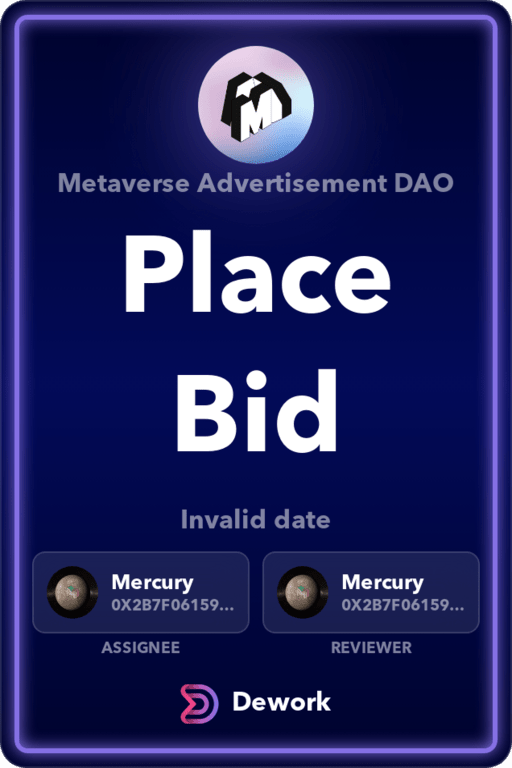 M
Metaverse Advertisement DAO
Place
Bid
Invalid date
Mercury
0X2B7F06159...
ASSIGNEE
Mercury
0X2B7F06159...
REVIEWER
Dework